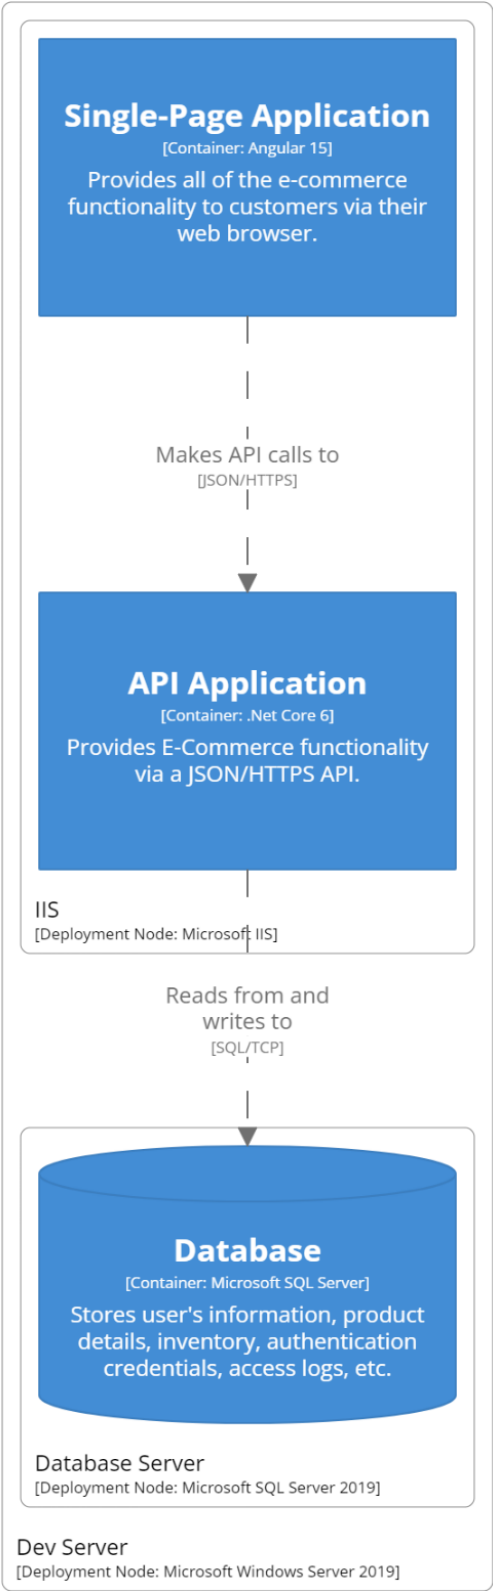 Single-Page Application
[Container: Angular 15]
Provides all of the e-commerce
functionality to customers via their
web browser.
Makes API calls to
[JSON/HTTPS]
API Application
[Container: .Net Core 6]
Provides E-Commerce functionality
via a JSON/HTTPS API.
IIS
[Deployment Node: Microsoft IIS]
Reads from and
writes to
[SQL/TCP]
Database
[Container: Microsoft SQL Server]
Stores user's information, product
details, inventory, authentication
credentials, access logs, etc.
Database Server
[Deployment Node: Microsoft SQL Server 2019]
Dev Server
[Deployment Node: Microsoft Windows Server 2019]